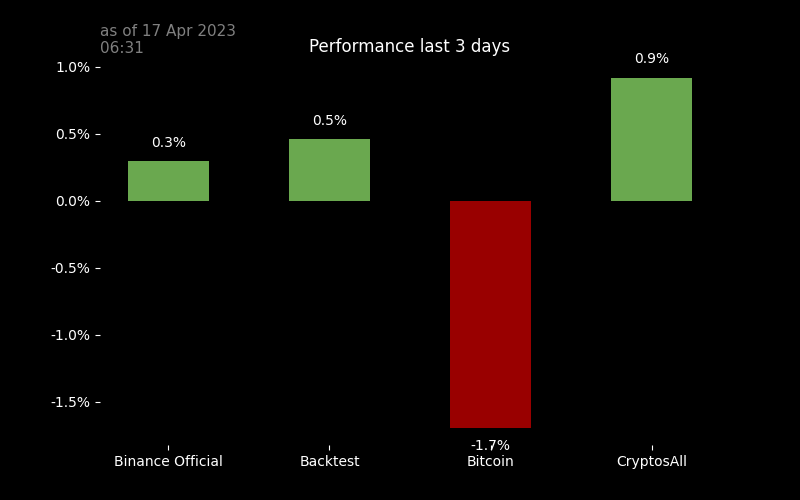 as of 17 Apr 2023
06:31
Performance last 3 days
1.0%
0.5%
0.0%
-0.5%
-1.0%
-1.5%
0.3%
0.5%
-1.7%
0.9%
Binance Official
Backtest
Bitcoin
CryptosAll